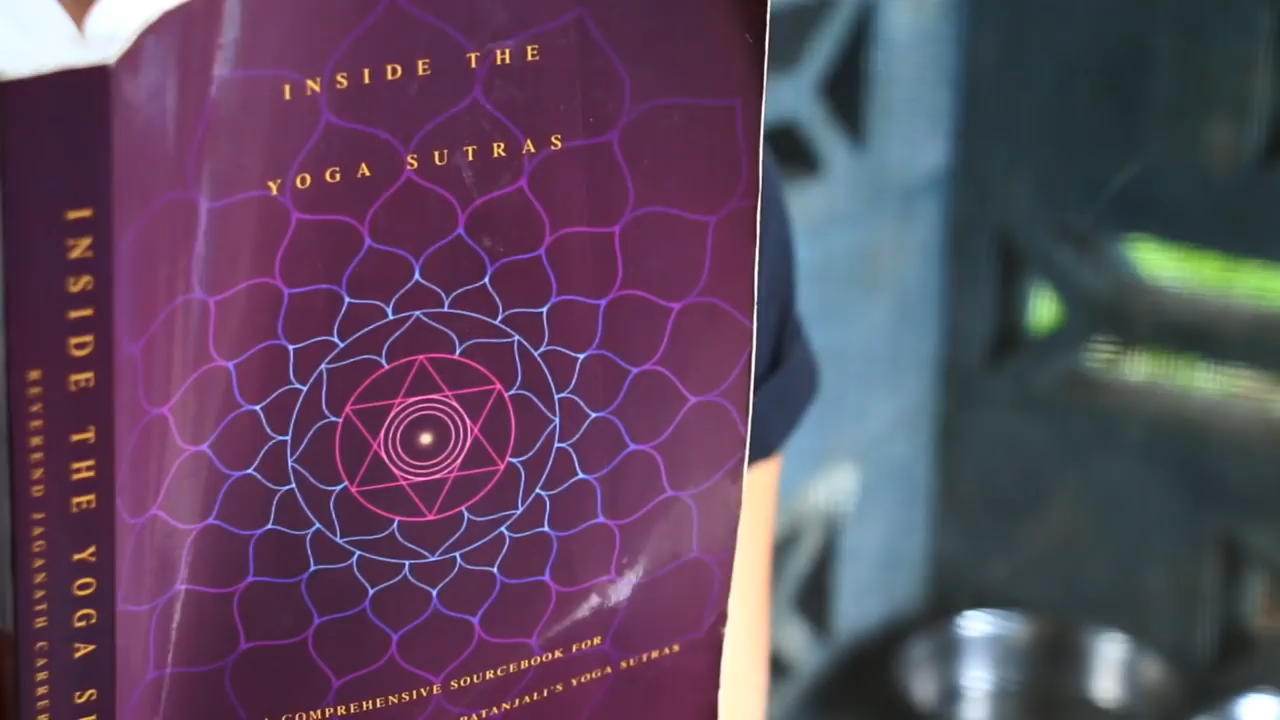 INSIDE THE
YOGA SUTRAS
COMPREHENSIVE SOURCEBOOK FOR
PATANJALI'S YOGA SUTRAS
INSIDE THE YOGA
REVEREND JAGANATH